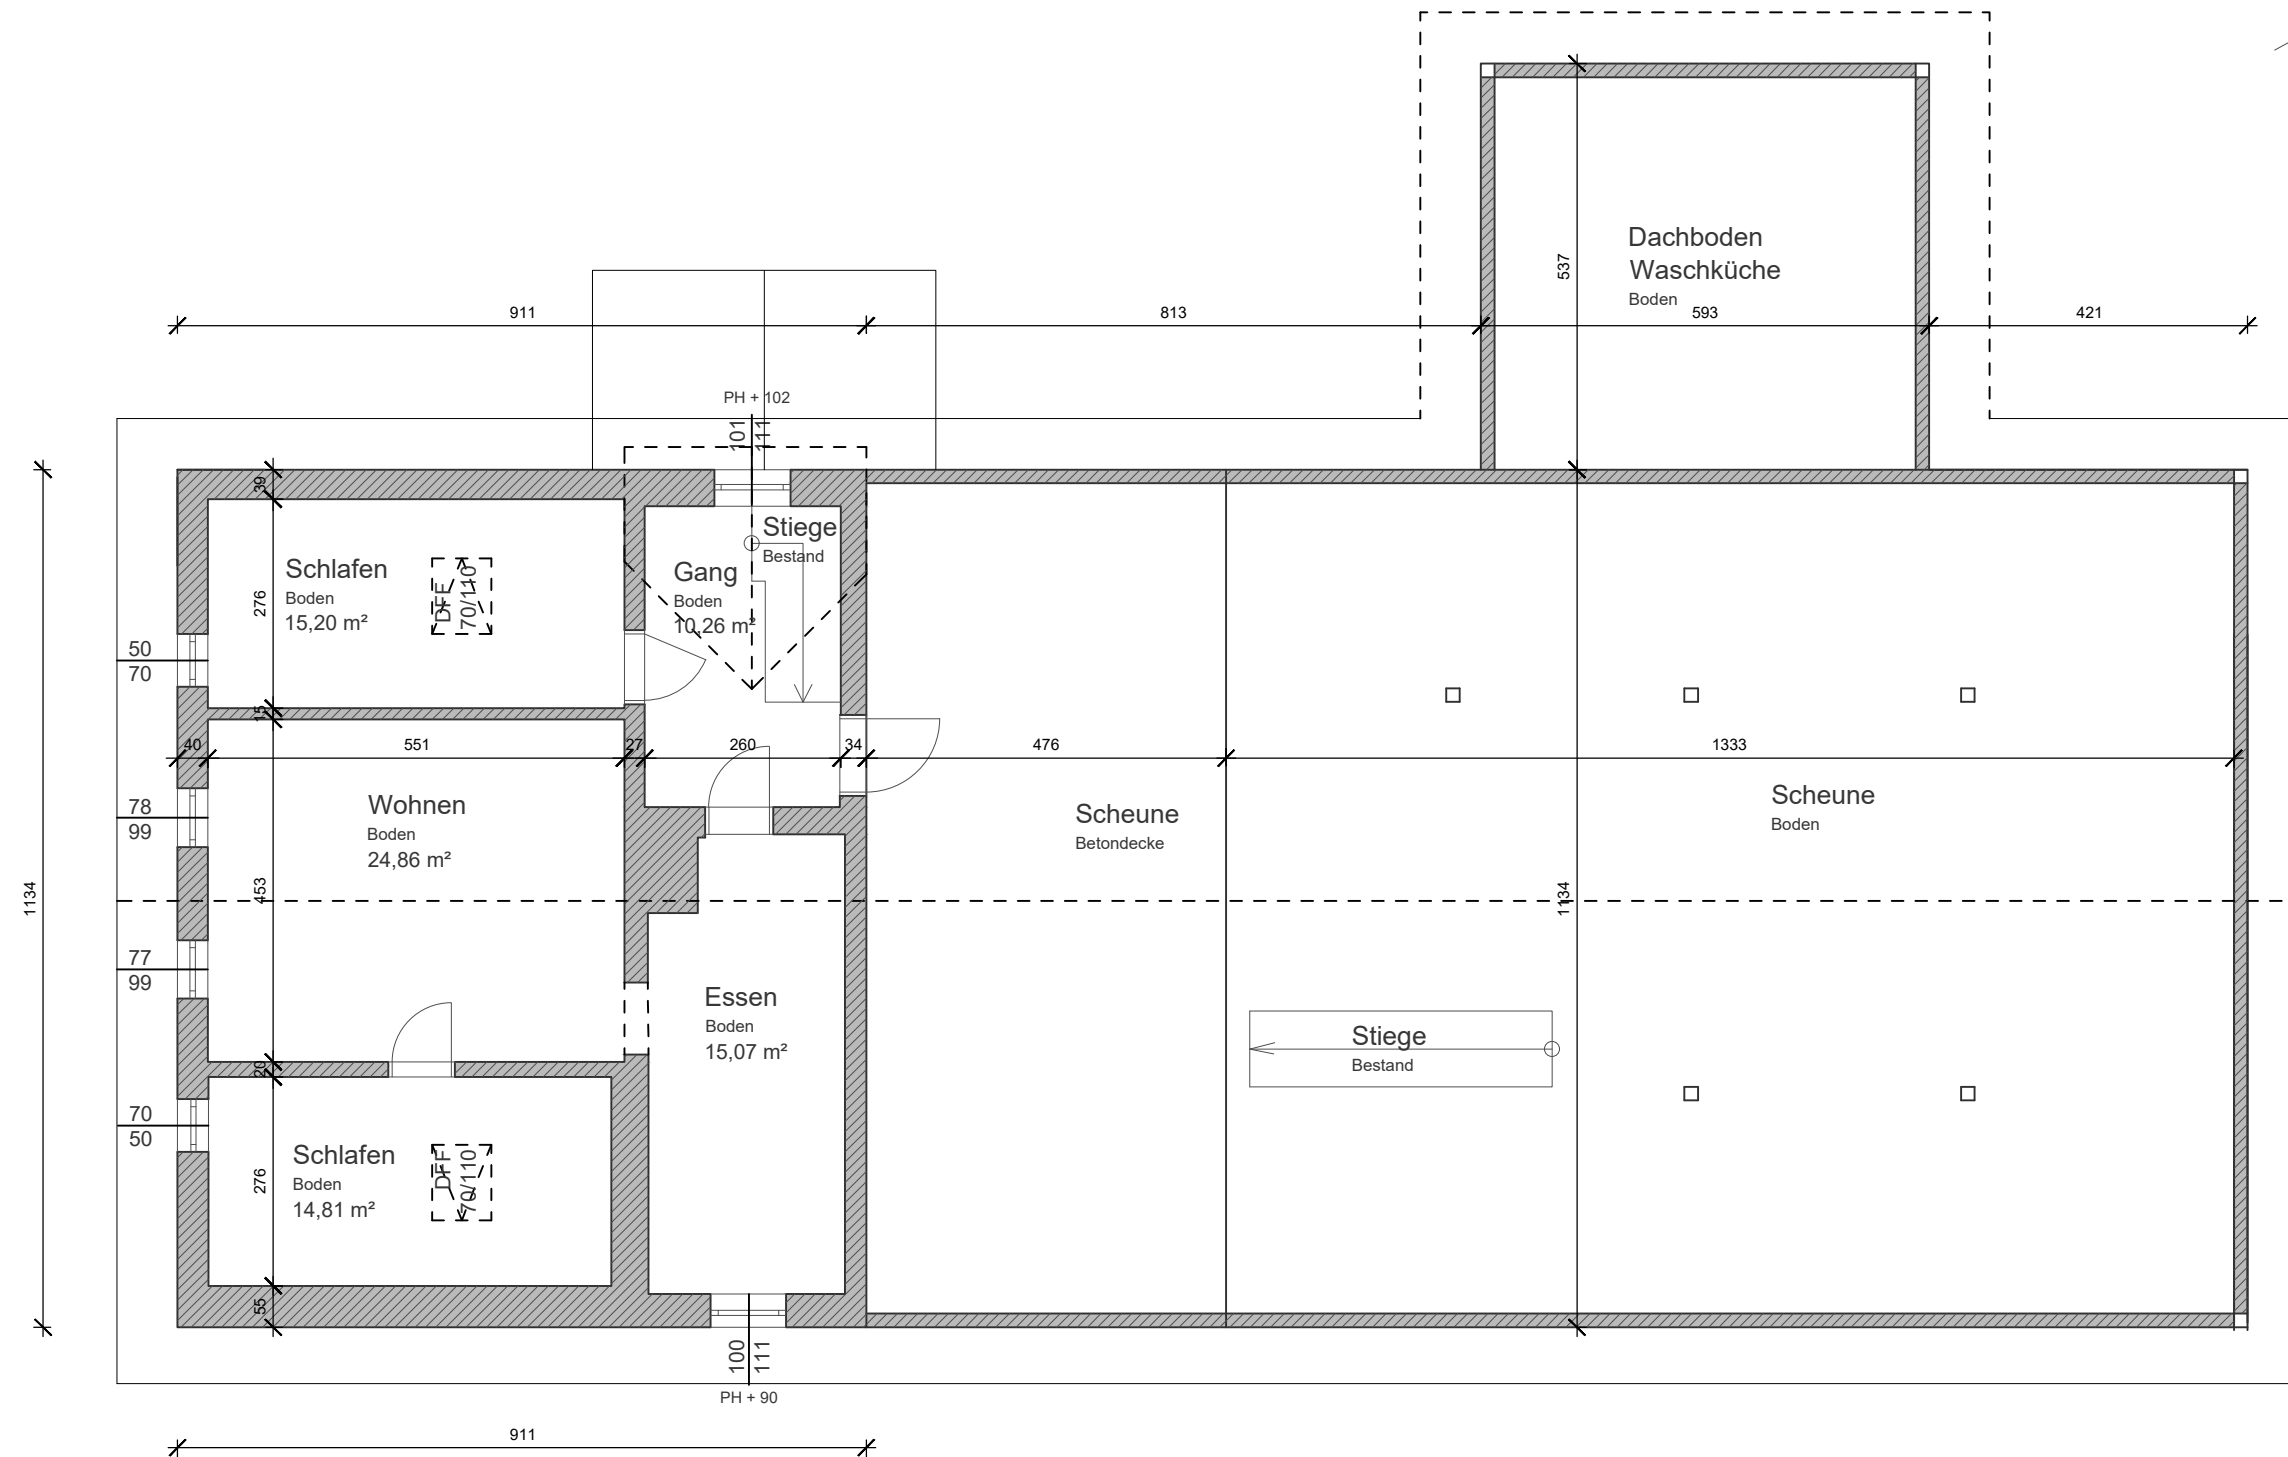 Dachboden
Waschküche
Boden
537
911
813
593
421
PH + 102
101
111
39
Stiege
Bestand
Schlafen
Boden
15,20 m²
DFF
70/110
276
Gang
Boden
10,26 m²
50
70
15
40
551
27
260
34
476
1333
78
99
Wohnen
Boden
24,86 m²
Scheune
Betondecke
Scheune
Boden
1134
453
1134
77
99
Essen
Boden
15,07 m²
Stiege
Bestand
20
70
50
Schlafen
Boden
14,81 m²
DFF
70/110
276
55
100
111
PH + 90
911